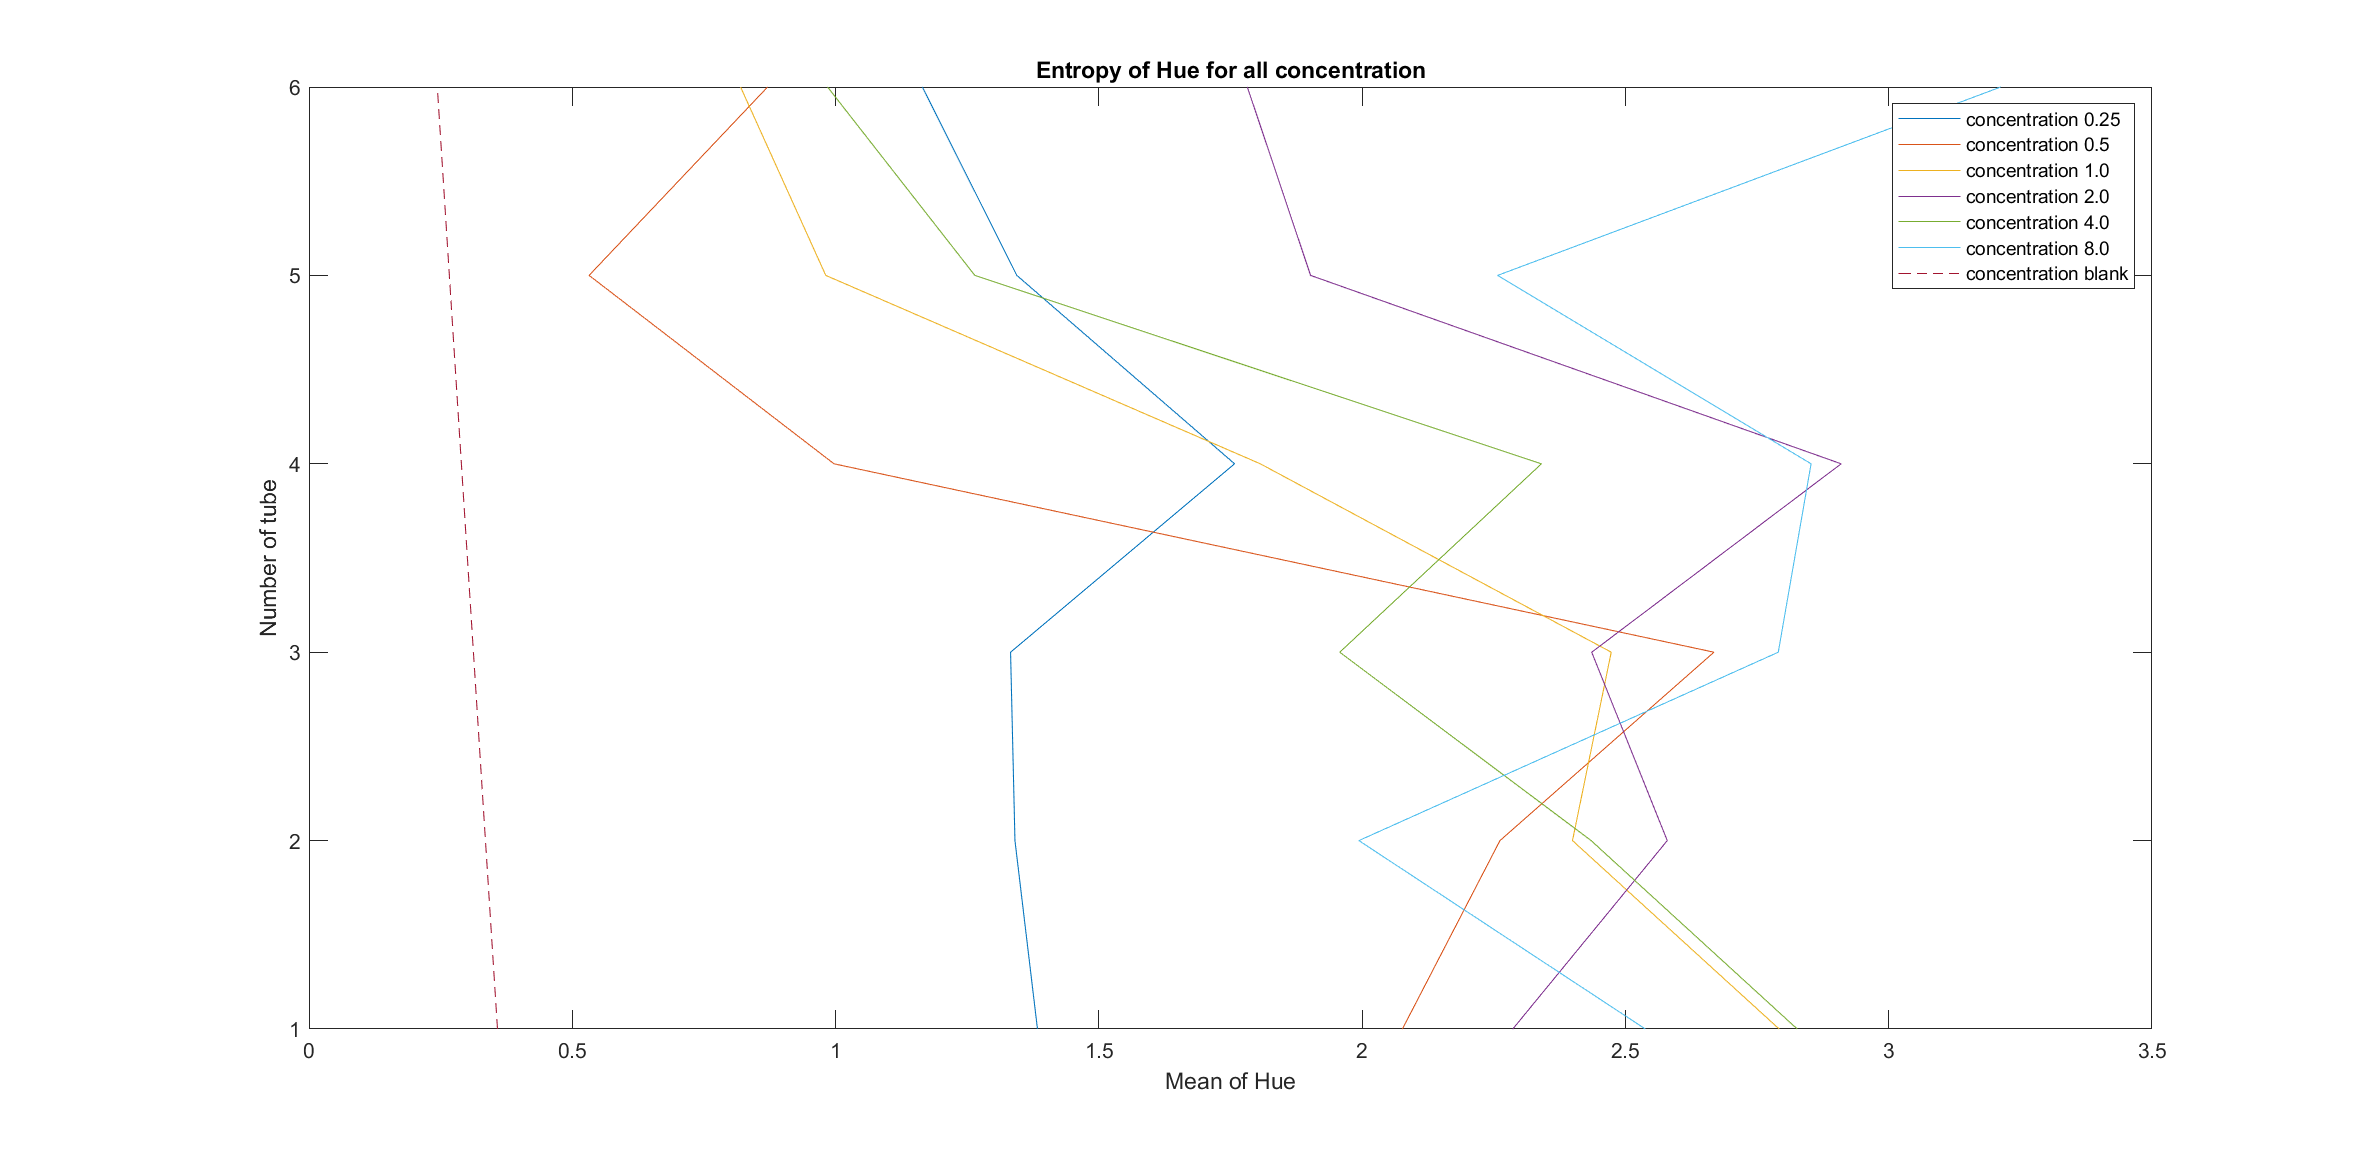 Entropy of Hue for all concentration
6
5
4
3
2
1
Number of tube
concentration 0.25
concentration 0.5
concentration 1.0
concentration 2.0
concentration 4.0
concentration 8.0
concentration blank
0 0.5 1 1.5 2 2.5 3 3.5
Mean of Hue